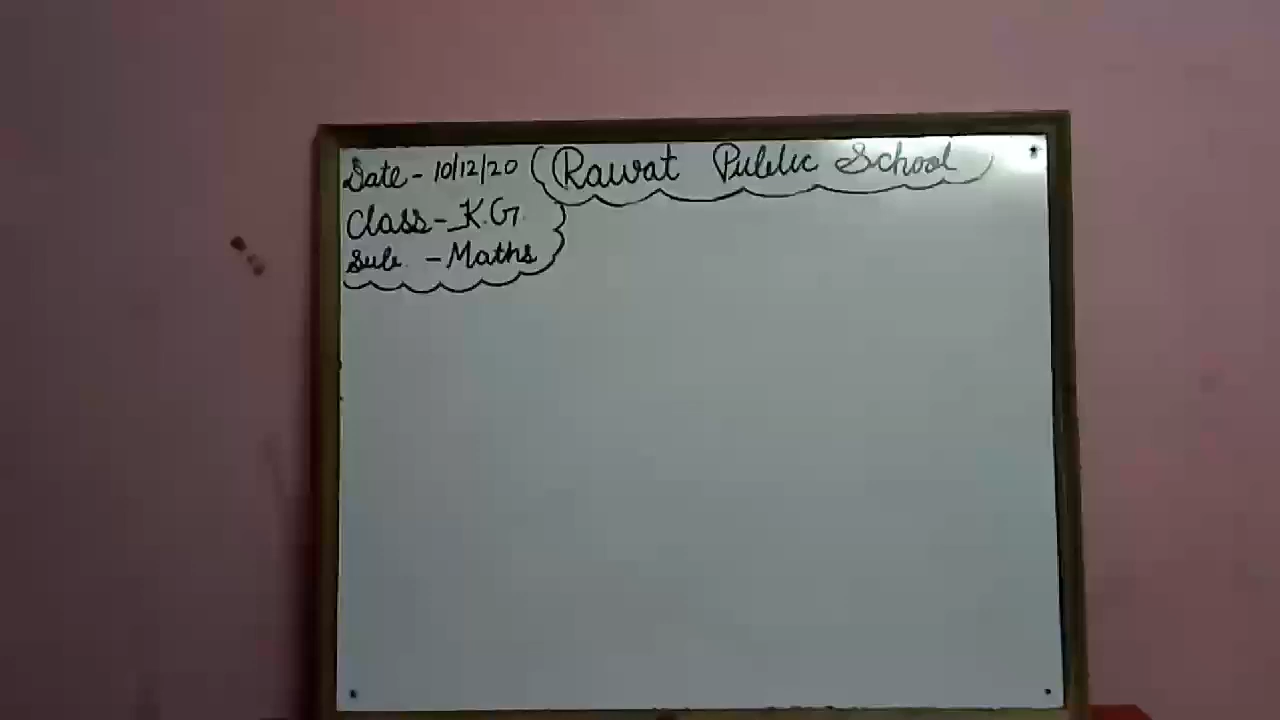 Date - 10/12/20 (Rawat Public School)
Class - K.G.
Sub - Maths